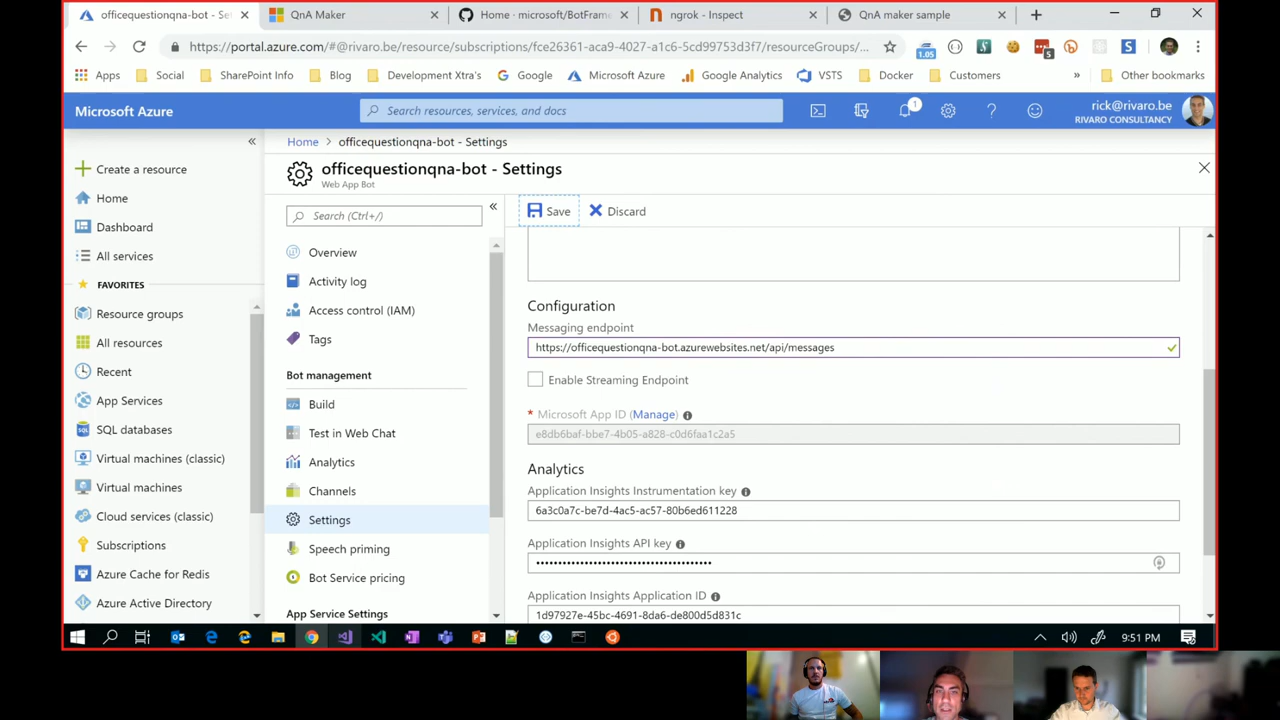 officequestionqna-bot - Set
QnA Maker
Home · microsoft/BotFram
ngrok - Inspect
QnA maker sample
https://portal.azure.com/#@rivaro.be/resource/subscriptions/fce26361-aca9-4027-a1c6-5cd99753d3f7/resourceGroups/...
1.05
5
Apps
Social
SharePoint Info
Blog
Development Xtra's
Google
Microsoft Azure
Google Analytics
VSTS
Docker
Customers
»
Other bookmarks
Microsoft Azure
Search resources, services, and docs
1
rick@rivaro.be
RIVARO CONSULTANCY
Create a resource
Home
Dashboard
All services
FAVORITES
Resource groups
All resources
Recent
App Services
SQL databases
Virtual machines (classic)
Virtual machines
Cloud services (classic)
Subscriptions
Azure Cache for Redis
Azure Active Directory
Home > officequestionqna-bot - Settings
officequestionqna-bot - Settings
Web App Bot
Search (Ctrl+/)
Overview
Activity log
Access control (IAM)
Tags
Bot management
Build
Test in Web Chat
Analytics
Channels
Settings
Speech priming
Bot Service pricing
App Service Settings
Save
Discard
Configuration
Messaging endpoint
https://officequestionqna-bot.azurewebsites.net/api/messages
Enable Streaming Endpoint
* Microsoft App ID (Manage)
e8db6baf-bbe7-4b05-a828-c0d6faa1c2a5
Analytics
Application Insights Instrumentation key
6a3c0a7c-be7d-4ac5-ac57-80b6ed611228
Application Insights API key
Application Insights Application ID
1d97927e-45bc-4691-8da6-de800d5d831c
9:51 PM